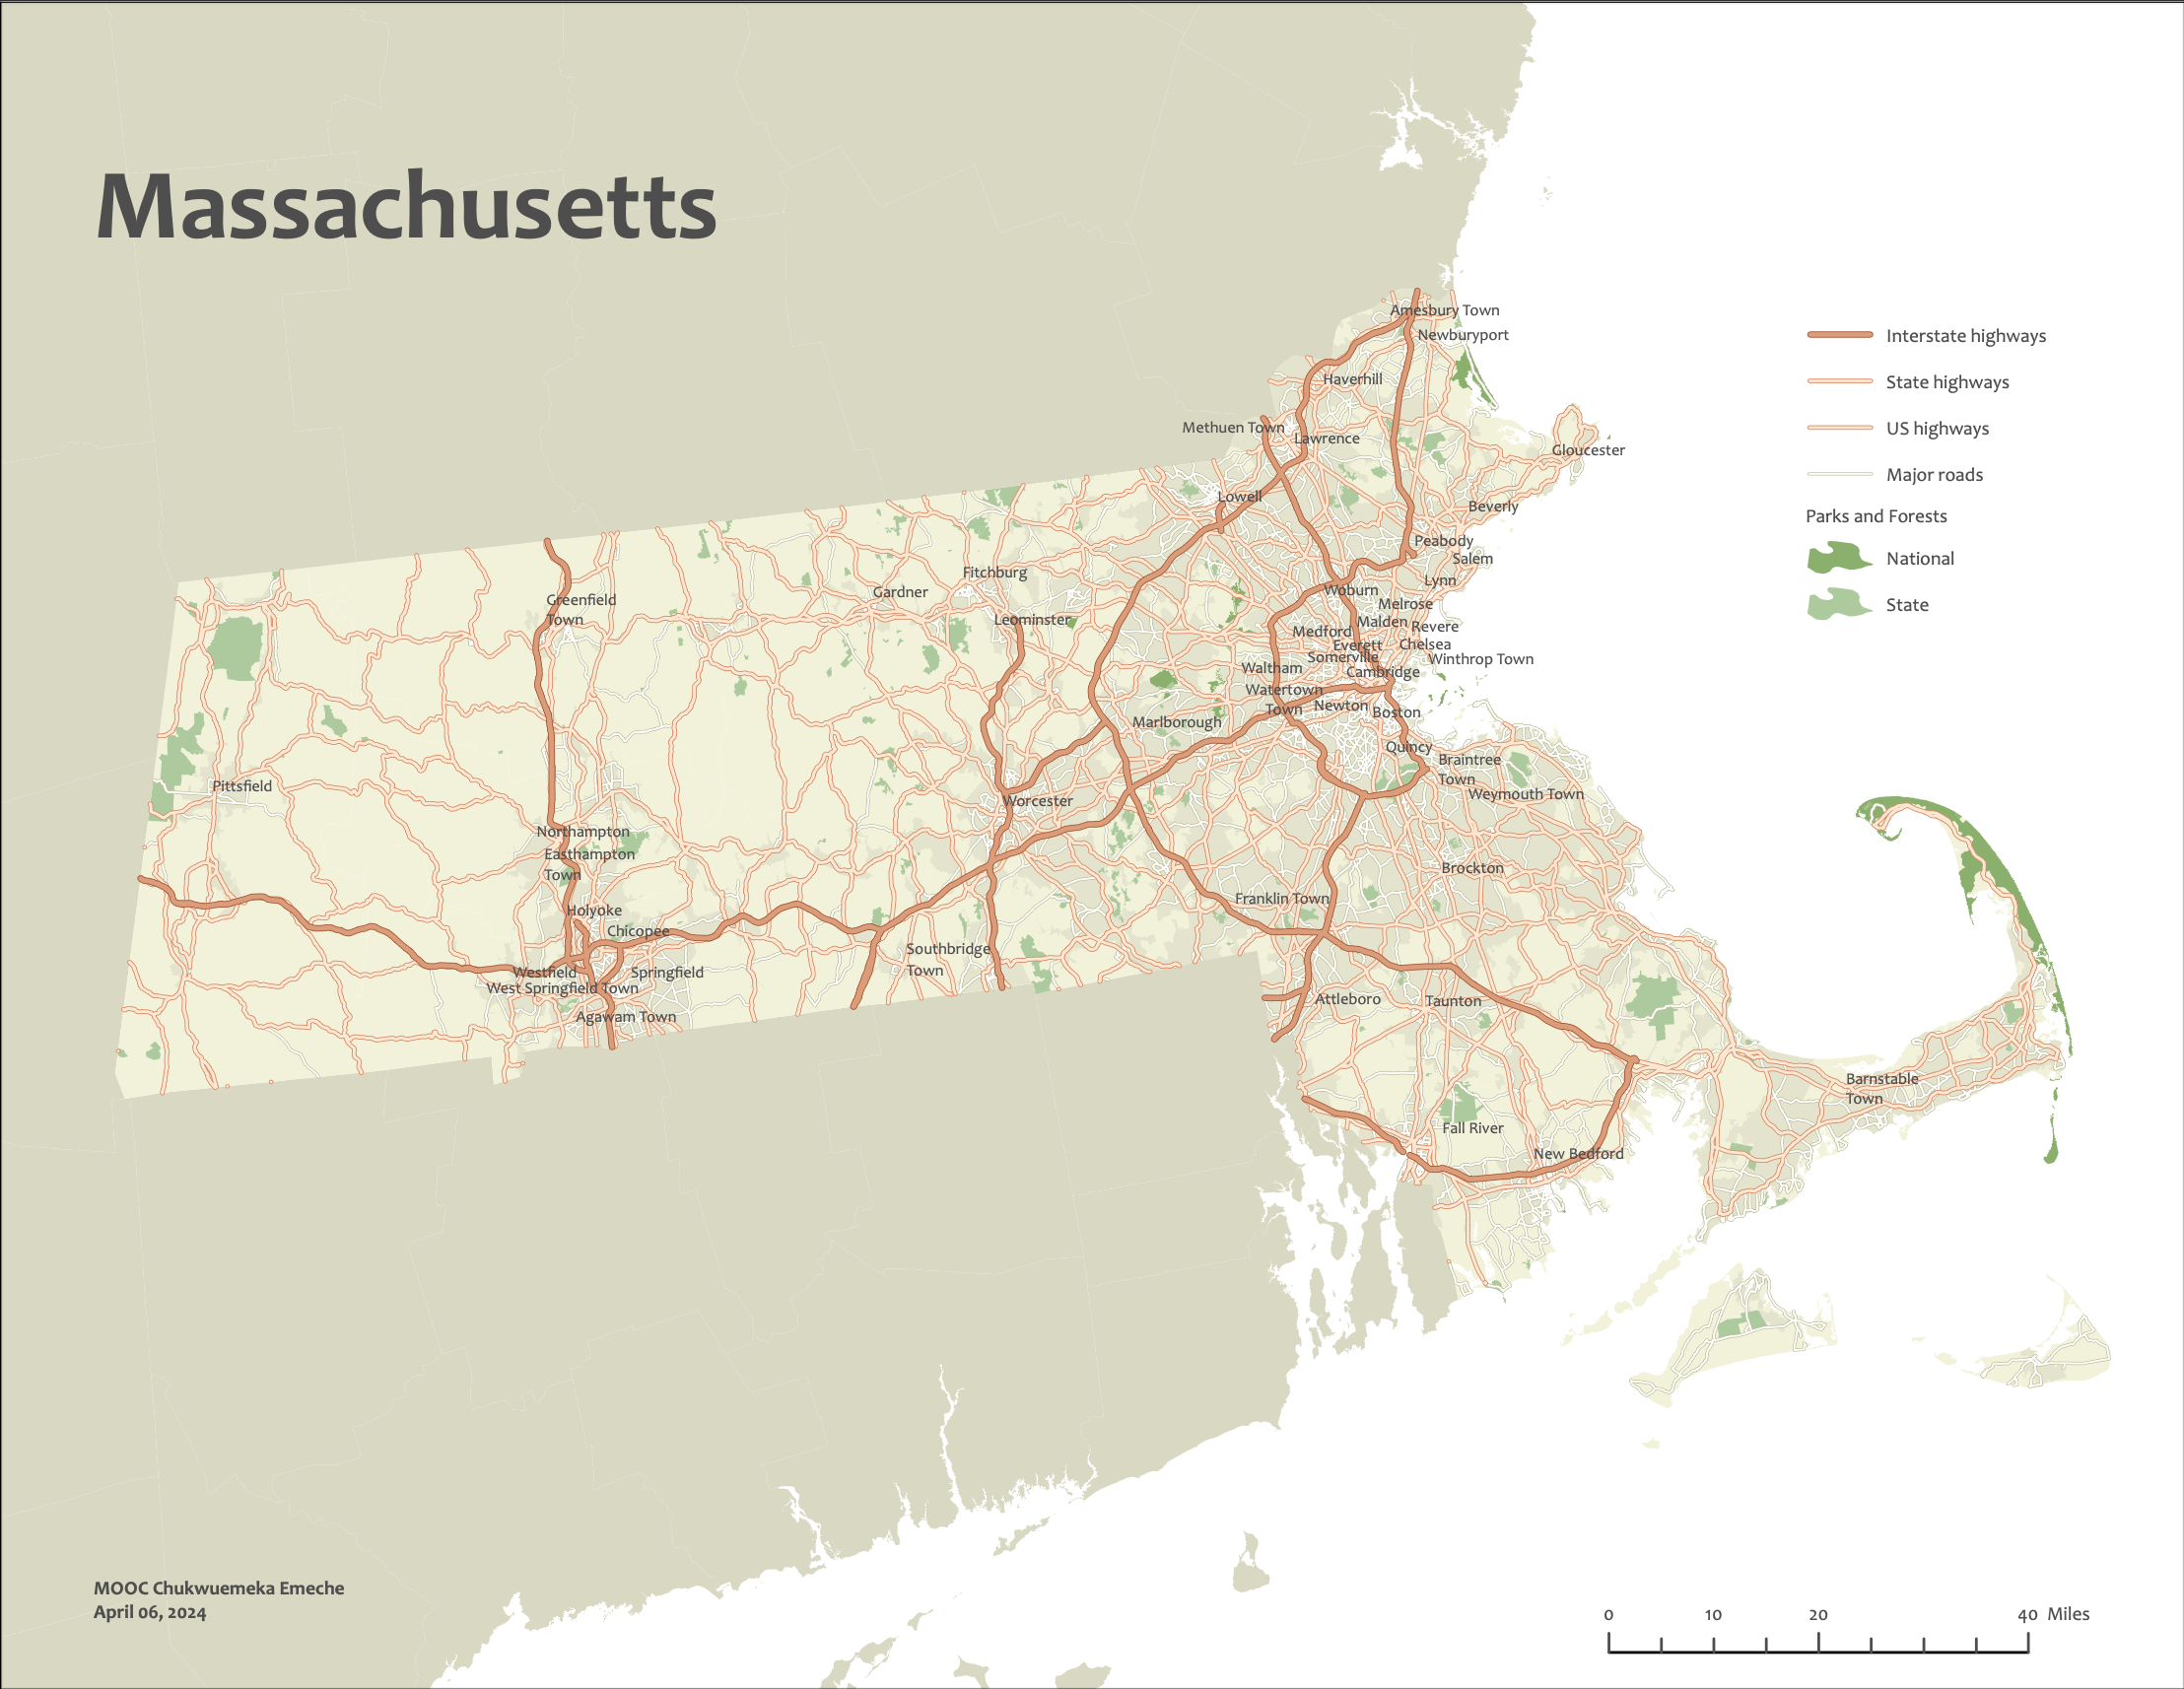 Massachusetts
Amesbury Town
Newburyport
Interstate highways
Haverhill
State highways
Methuen Town
Lawrence
US highways
Gloucester
Major roads
Lowell
Beverly
Parks and Forests
Peabody
Salem
National
Fitchburg
Lynn
Gardner
Woburn
Greenfield
Town
Melrose
State
Leominster
Malden
Revere
Medford
Everett
Chelsea
Somerville
Winthrop Town
Waltham
Cambridge
Watertown
Town
Newton
Boston
Marlborough
Quincy
Braintree
Town
Pittsfield
Weymouth Town
Worcester
Northampton
Easthampton
Town
Brockton
Franklin Town
Holyoke
Chicopee
Southbridge
Town
Westfield
Springfield
West Springfield Town
Attleboro
Taunton
Agawam Town
Barnstable
Town
Fall River
New Bedford
MOOC Chukwuemeka Emeche
April 06, 2024
0 10 20 40 Miles